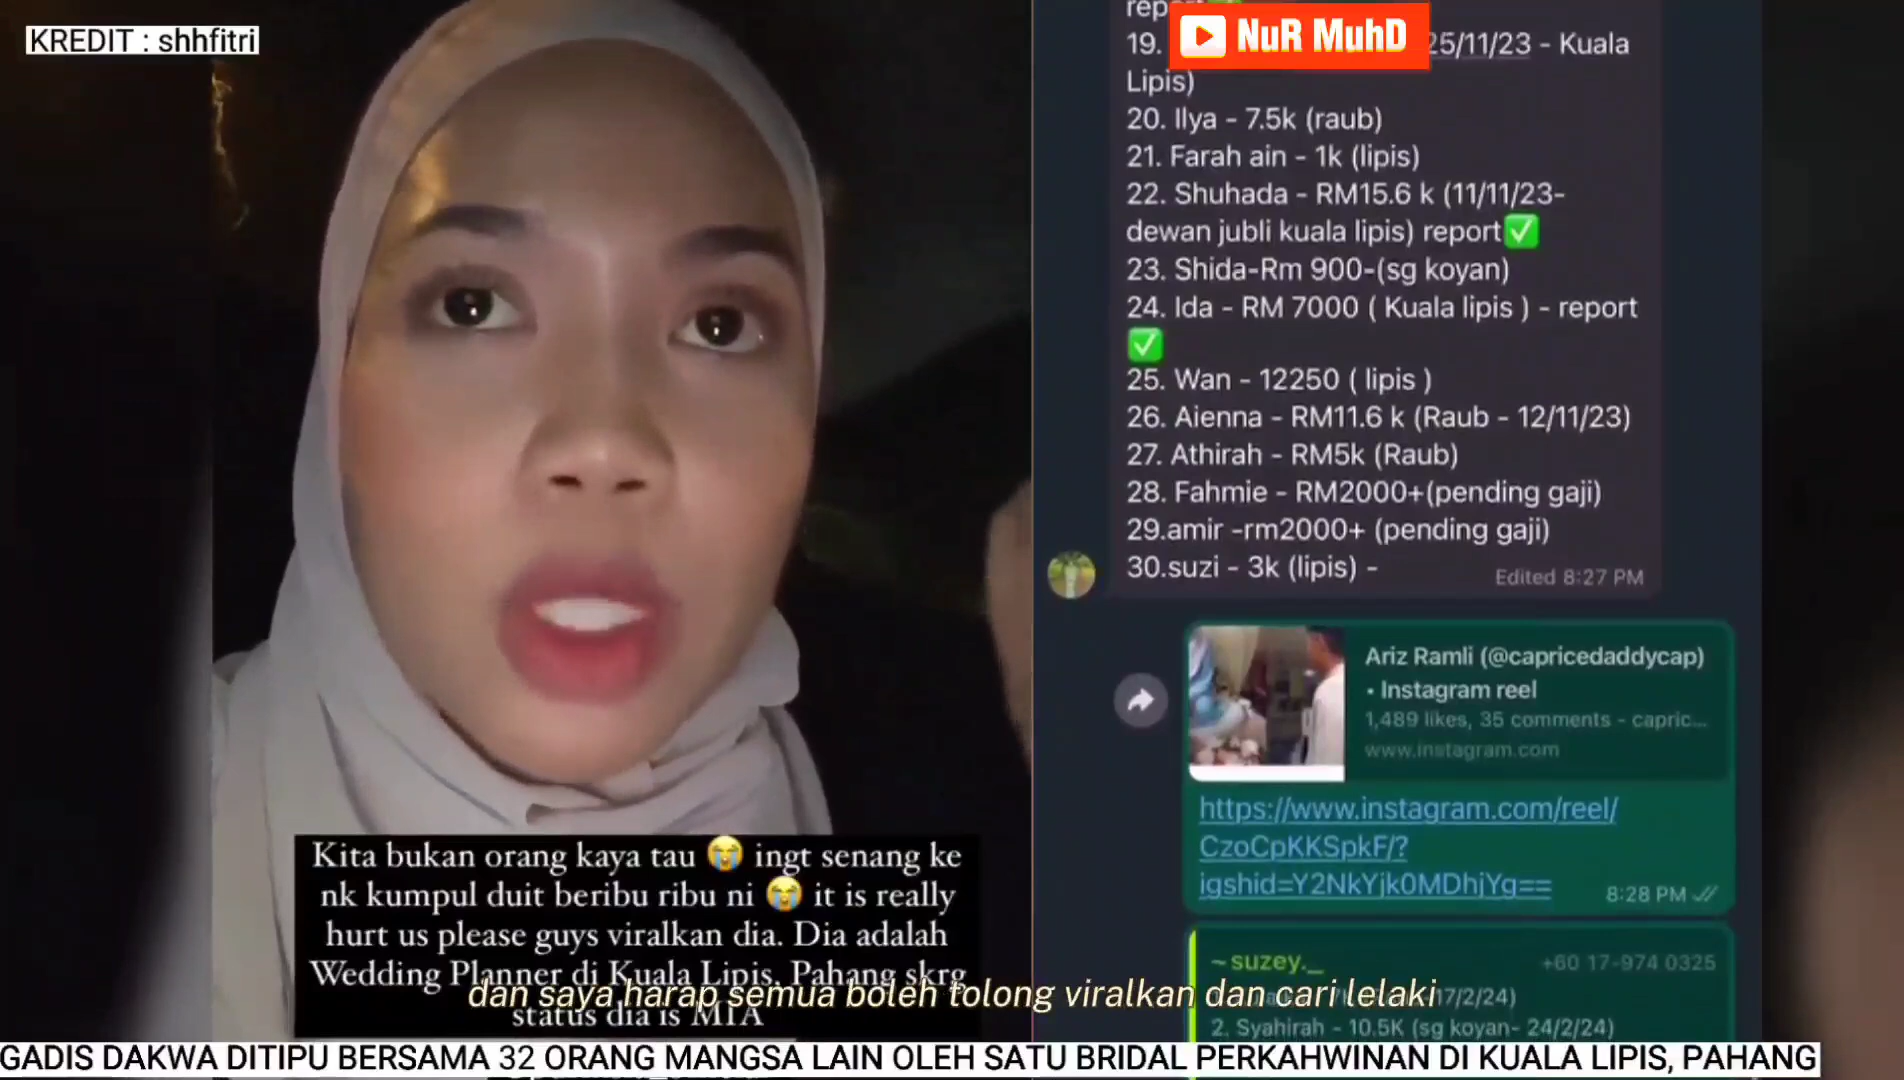 KREDIT : shhfitri
NuR MuhD
19.
25/11/23 - Kuala
Lipis)
20. Ilya - 7.5k (raub)
21. Farah ain - 1k (lipis)
22. Shuhada - RM15.6 k (11/11/23-
dewan jubli kuala lipis) report✅
23. Shida-Rm 900-(sg koyan)
24. Ida - RM 7000 ( Kuala lipis ) - report
✅
25. Wan - 12250 ( lipis )
26. Aienna - RM11.6 k (Raub - 12/11/23)
27. Athirah - RM5k (Raub)
28. Fahmie - RM2000+(pending gaji)
29.amir -rm2000+ (pending gaji)
30.suzi - 3k (lipis) -
Edited 8:27 PM
Ariz Ramli (@capricedaddycap)
• Instagram reel
1,489 likes, 35 comments - capric...
www.instagram.com
https://www.instagram.com/reel/
CzoCpKKSpkF/?
igshid=Y2NkYjk0MDhjYg==
8:28 PM
~suzey._
+60 17-974 0325
17/2/24)
2. Syahirah - 10.5K (sg koyan- 24/2/24)
Kita bukan orang kaya tau 😭 ingt senang ke
nk kumpul duit beribu ribu ni 😭 it is really
hurt us please guys viralkan dia. Dia adalah
Wedding Planner di Kuala Lipis, Pahang skrg
status dia is MIA
dan saya harap semua boleh tolong viralkan dan cari lelaki
GADIS DAKWA DITIPU BERSAMA 32 ORANG MANGSA LAIN OLEH SATU BRIDAL PERKAHWINAN DI KUALA LIPIS, PAHANG